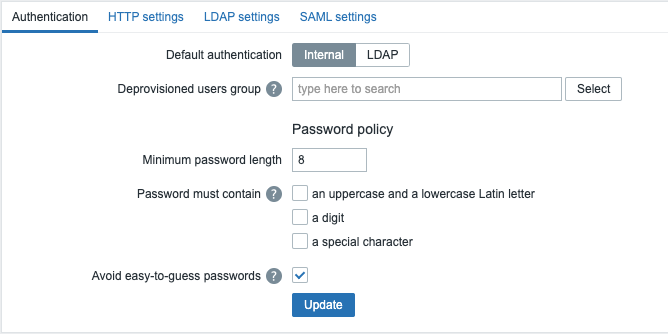 Authentication HTTP settings LDAP settings SAML settings
Default authentication Internal LDAP
Deprovisioned users group ? type here to search Select
Password policy
Minimum password length 8
Password must contain ? an uppercase and a lowercase Latin letter
a digit
a special character
Avoid easy-to-guess passwords ?
Update